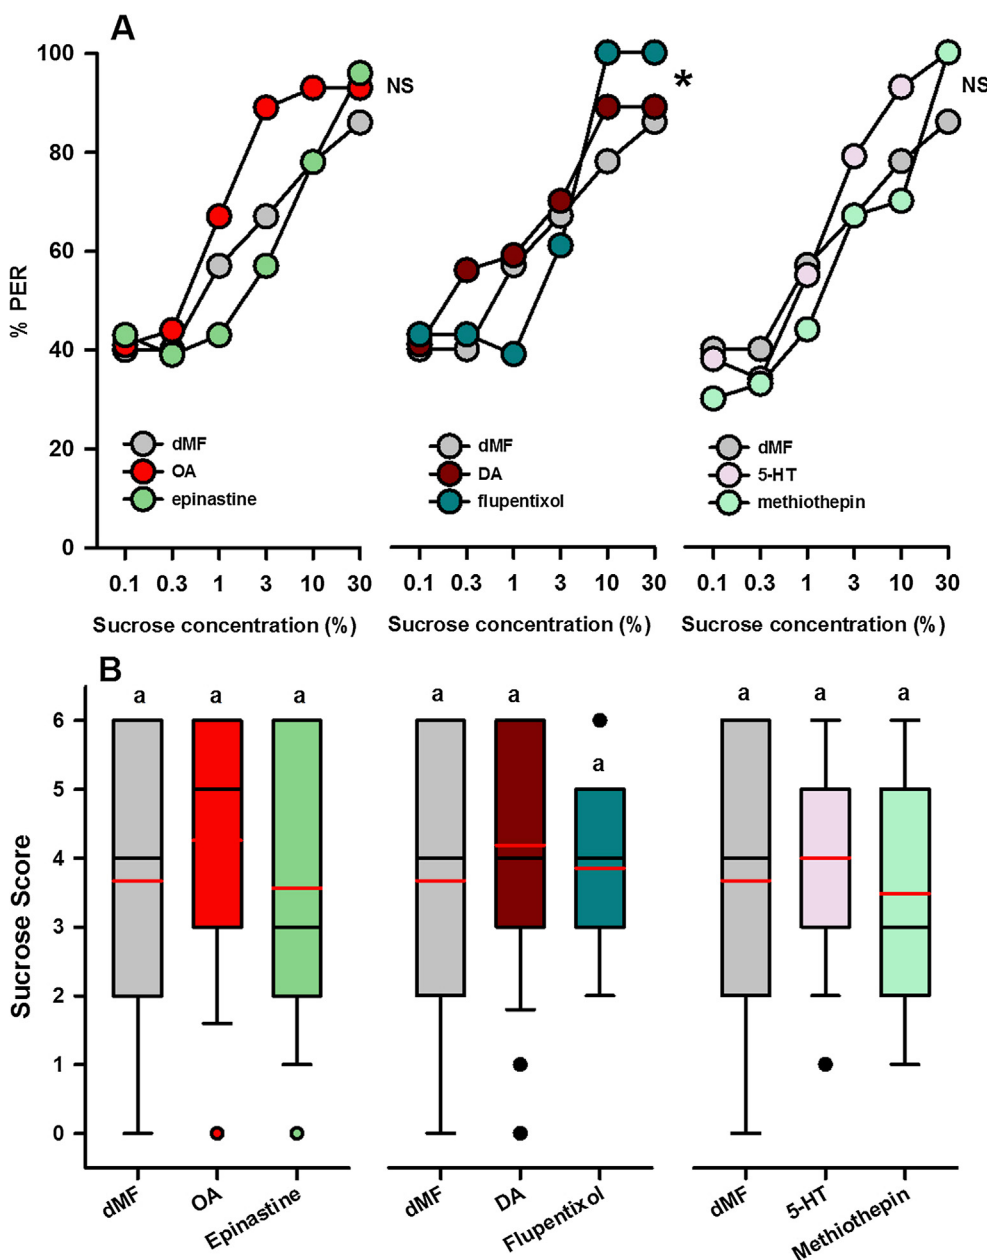 A
100
80
60
40
20
0
% PER
NS
*
NS
dMF
OA
epinastine
dMF
DA
flupentixol
dMF
5-HT
methiothepin
0.1 0.3 1 3 10 30
0.1 0.3 1 3 10 30
0.1 0.3 1 3 10 30
Sucrose concentration (%)
Sucrose concentration (%)
Sucrose concentration (%)
B
a a a
a a a
a a a
6
5
4
3
2
1
0
Sucrose Score
dMF
OA
Epinastine
dMF
DA
Flupentixol
dMF
5-HT
Methiothepin